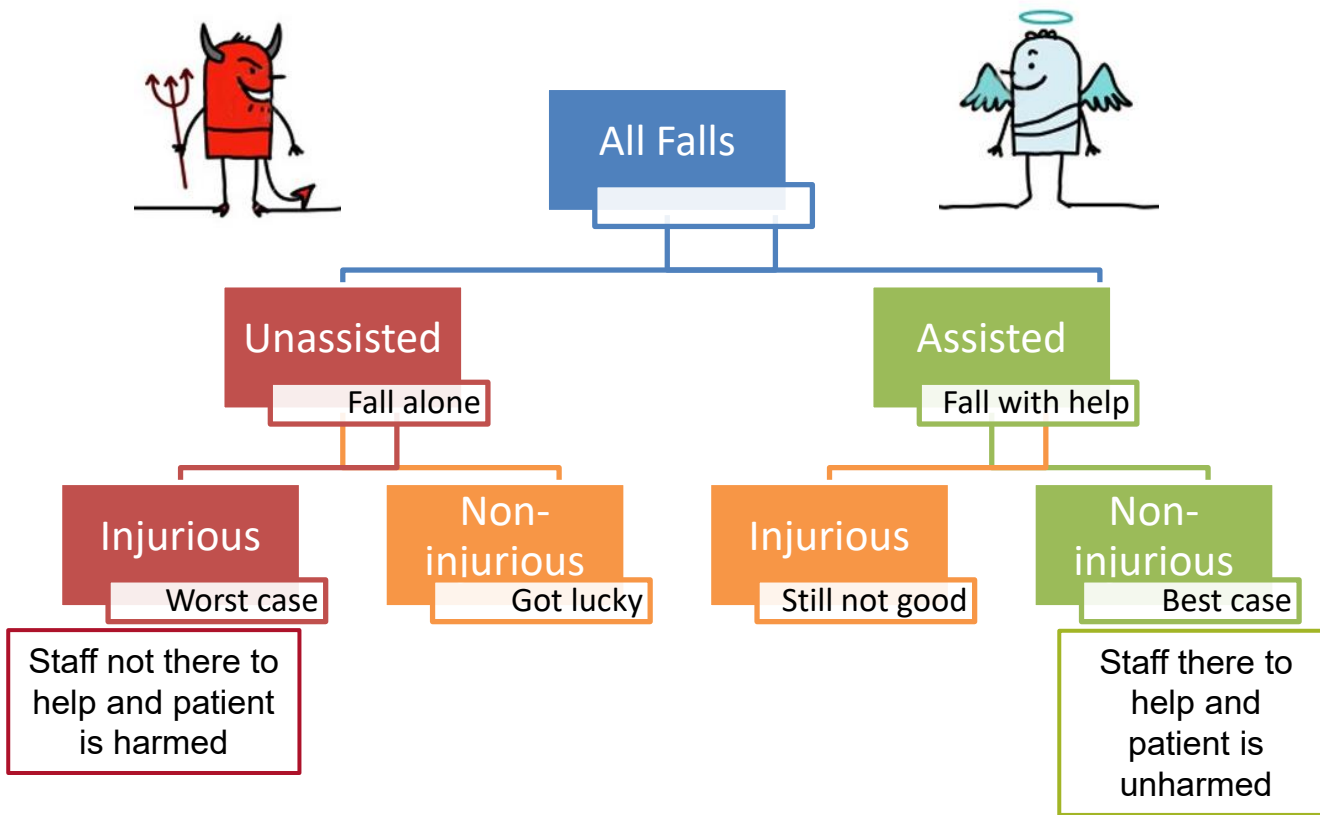 All Falls
Unassisted
Fall alone
Assisted
Fall with help
Injurious
Worst case
Non-
injurious
Got lucky
Injurious
Still not good
Non-
injurious
Best case
Staff not there to
help and patient
is harmed
Staff there to
help and
patient is
unharmed